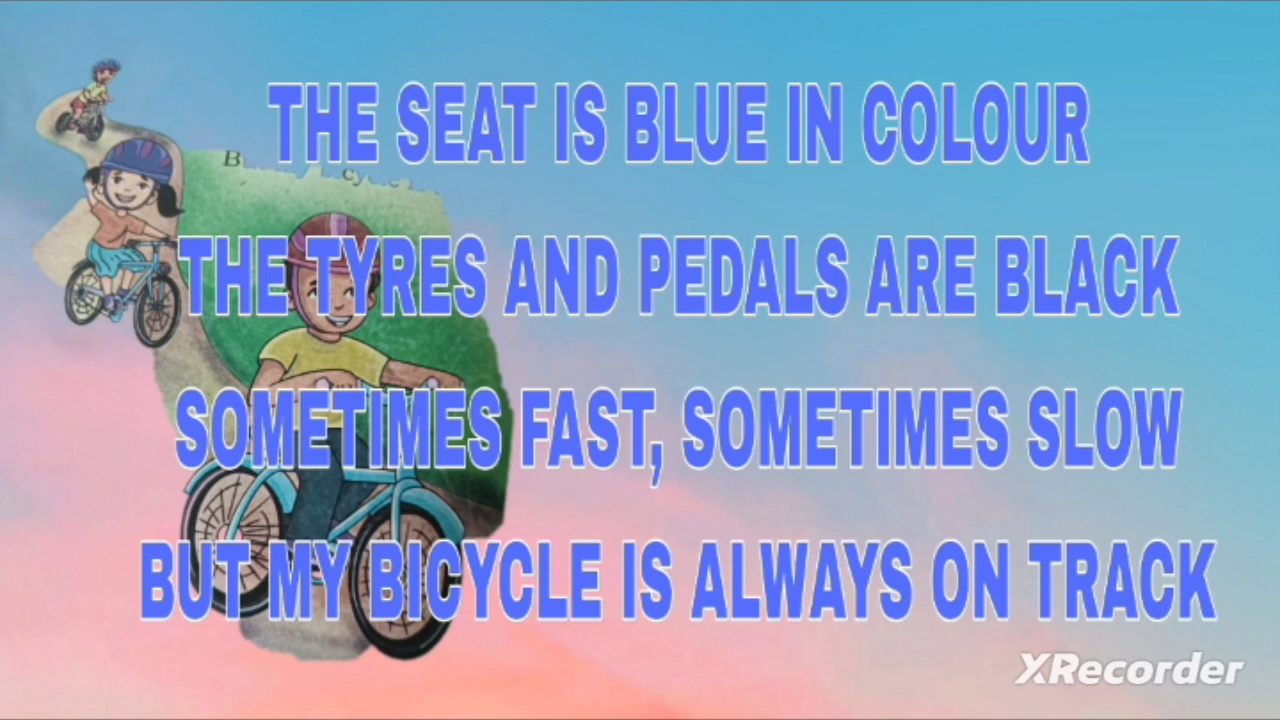 THE SEAT IS BLUE IN COLOUR
THE TYRES AND PEDALS ARE BLACK
SOMETIMES FAST, SOMETIMES SLOW
BUT MY BICYCLE IS ALWAYS ON TRACK
XRecorder